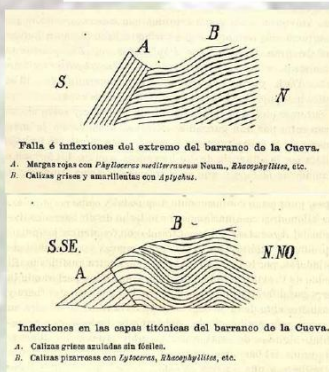 A
B
S.
N
Falla é inflexiones del extremo del barranco de la Cueva.
A. Margas rojas con Phylloceras mediterraneum Neum., Rhacophyllites, etc.
B. Calizas grises y amarillentas con Aptychus.
B
S.SE.
N.NO.
A
Inflexiones en las capas titónicas del barranco de la Cueva.
A. Calizas grises azuladas sin fósiles.
B. Calizas pizarrosas con Lytoceras, Rhacophyllites, etc.